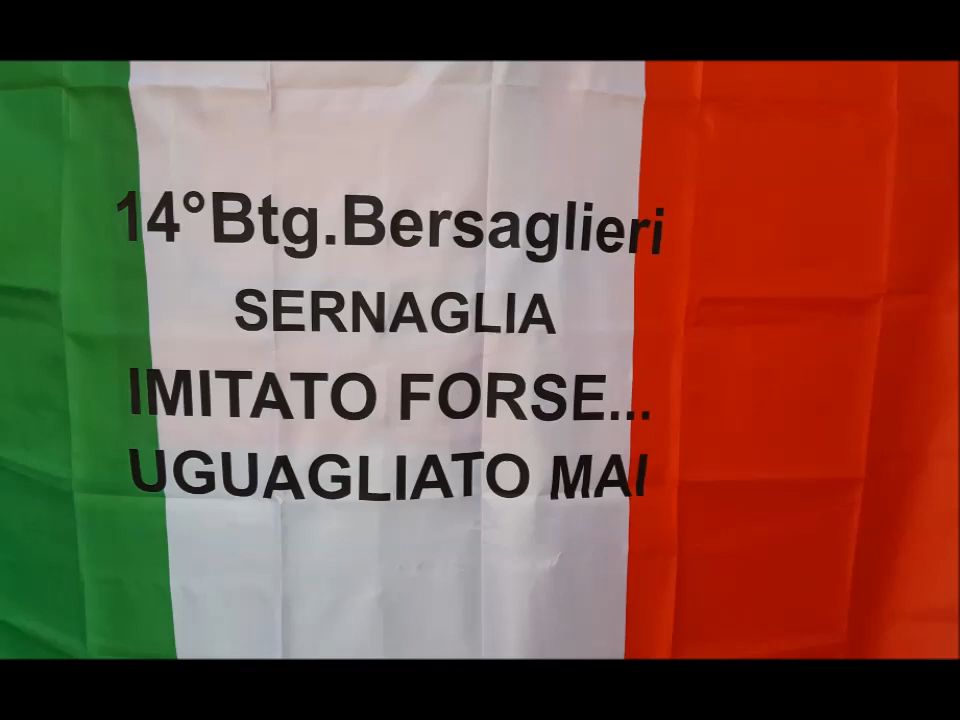 14°Btg.Bersaglieri
SERNAGLIA
IMITATO FORSE...
UGUAGLIATO MAI